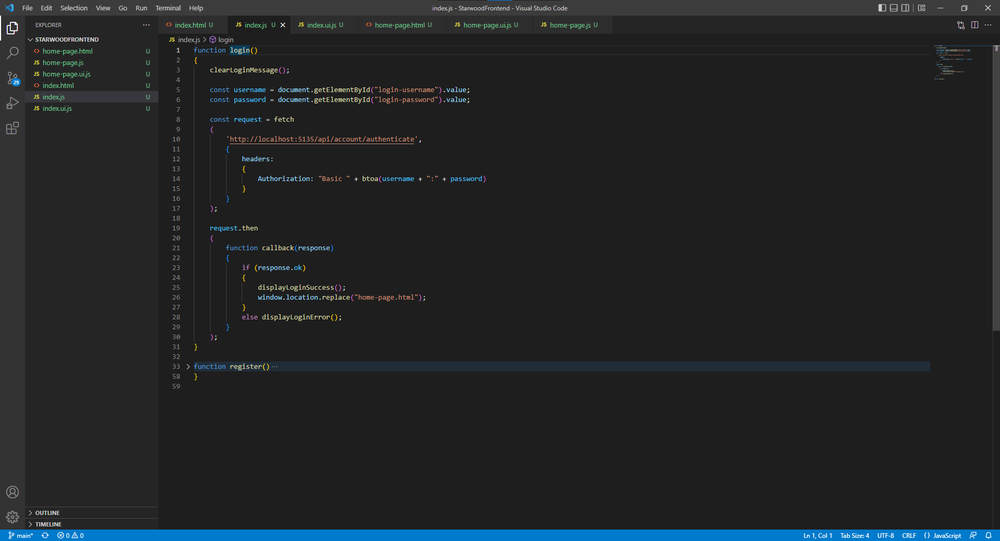 File Edit Selection View Go Run Terminal Help
index.js - StarwoodFrontend - Visual Studio Code
EXPLORER
STARWOODFRONTEND
home-page.html U
home-page.js U
home-page.ui.js U
index.html U
index.js U
index.ui.js U
29
OUTLINE
TIMELINE
index.html U
JS index.js U
JS index.ui.js U
home-page.html U
JS home-page.ui.js U
JS home-page.js U
JS index.js > login
1 function login()
2 {
3 clearLoginMessage();
4
5 const username = document.getElementById("login-username").value;
6 const password = document.getElementById("login-password").value;
7
8 const request = fetch
9 (
10 'http://localhost:5135/api/account/authenticate',
11 {
12 headers:
13 {
14 Authorization: "Basic " + btoa(username + ":" + password)
15 }
16 }
17 );
18
19 request.then
20 (
21 function callback(response)
22 {
23 if (response.ok)
24 {
25 displayLoginSuccess();
26 window.location.replace("home-page.html");
27 }
28 else displayLoginError();
29 }
30 );
31 }
32
33 function register() ···
58 }
59
main* 0 0
Ln 1, Col 1 Tab Size: 4 UTF-8 CRLF {} JavaScript